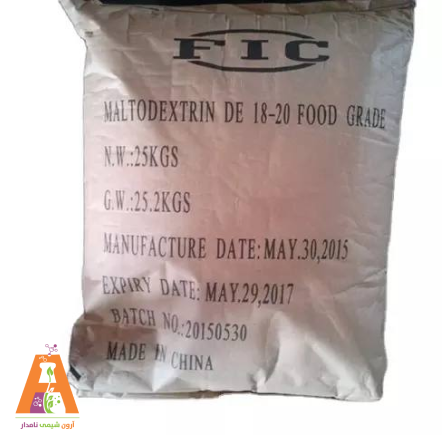 FIC
MALTODEXTRIN DE 18-20 FOOD GRADE
N.W.:25KGS
G.W.:25.2KGS
MANUFACTURE DATE: MAY.30,2015
EXPIRY DATE: MAY.29,2017
BATCH NO.:20150530
MADE IN CHINA
آرون شیمی نامدار